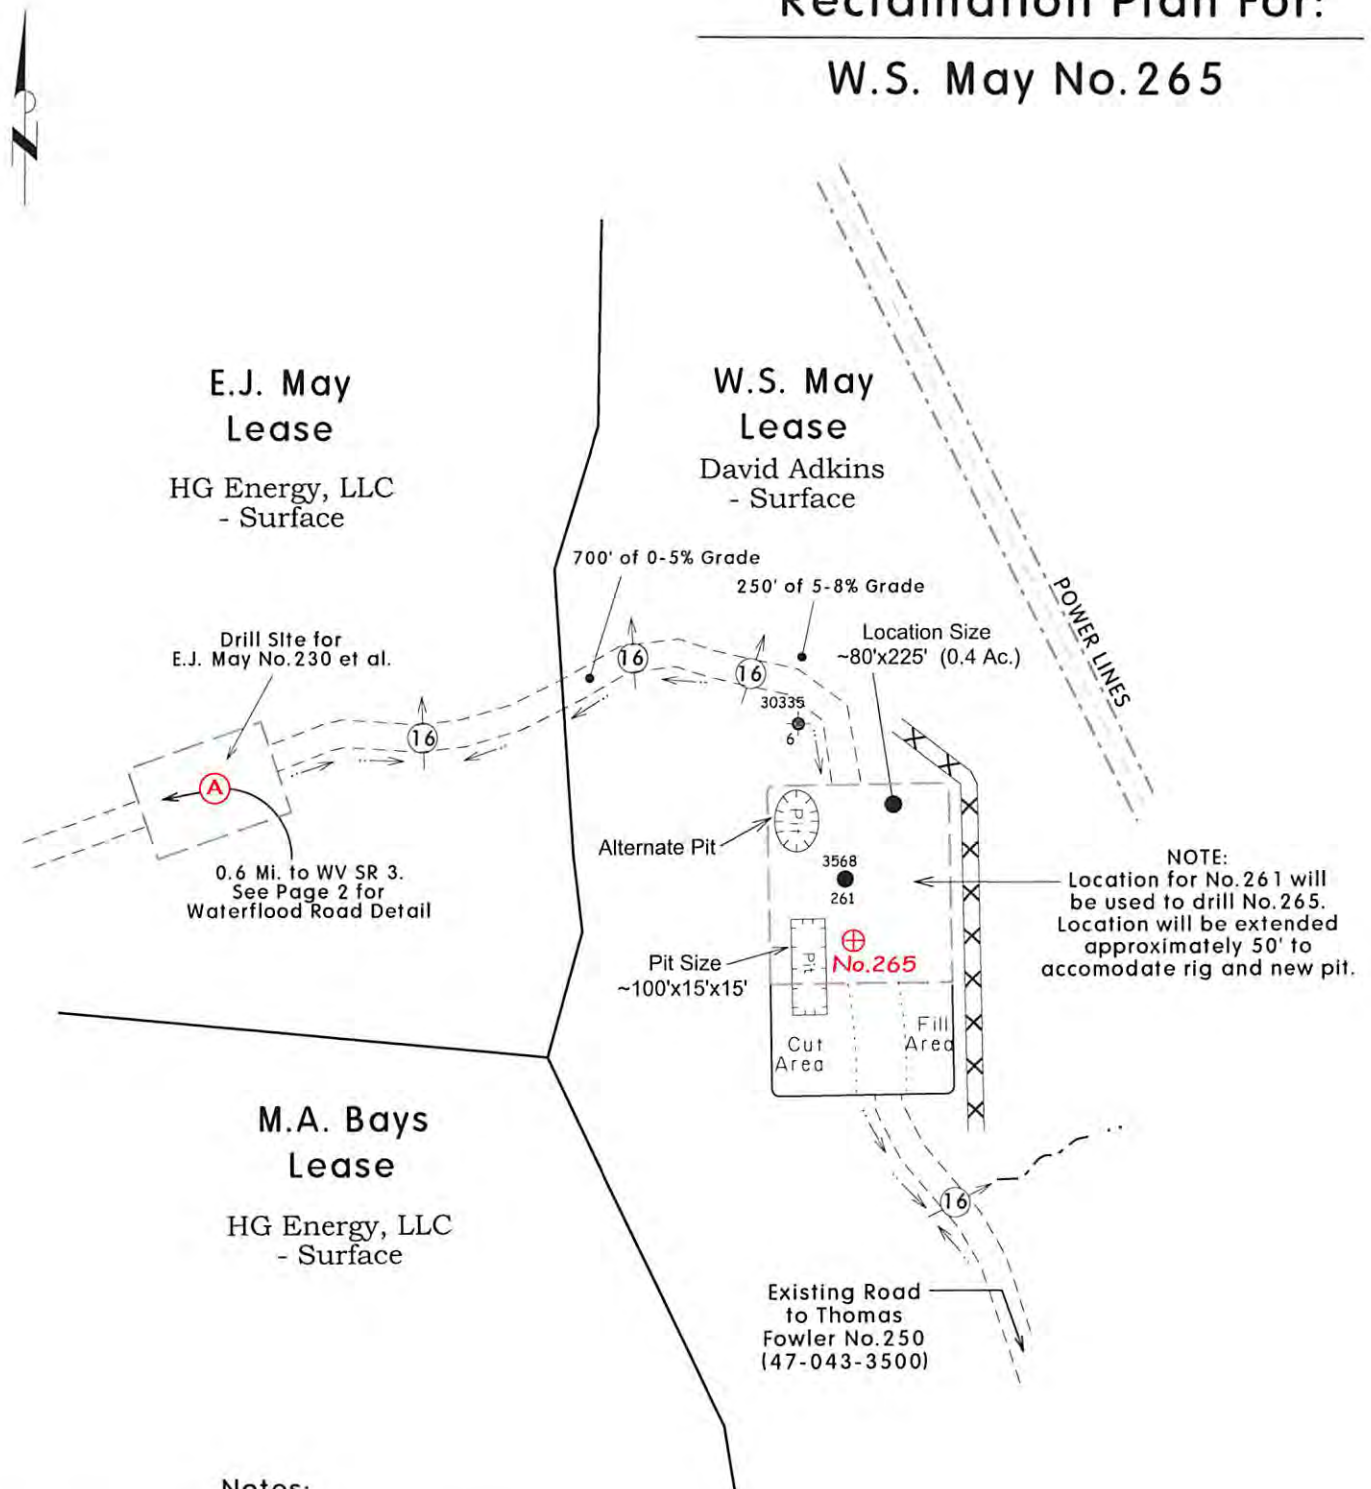 Reclamation Plan For:
W.S. May No.265
N
E.J. May
Lease
HG Energy, LLC
- Surface
W.S. May
Lease
David Adkins
- Surface
700' of 0-5% Grade
250' of 5-8% Grade
POWER LINES
Drill Site for
E.J. May No.230 et al.
Location Size
~80'x225' (0.4 Ac.)
16
16
16
30335
6
A
0.6 Mi. to WV SR 3.
See Page 2 for
Waterflood Road Detail
Alternate Pit
Pit
3568
261
NOTE:
Location for No.261 will
be used to drill No.265.
Location will be extended
approximately 50' to
accomodate rig and new pit.
Pit Size
~100'x15'x15'
Pit
No.265
Cut
Area
Fill
Area
M.A. Bays
Lease
HG Energy, LLC
- Surface
16
Existing Road
to Thomas
Fowler No.250
(47-043-3500)
Notes: